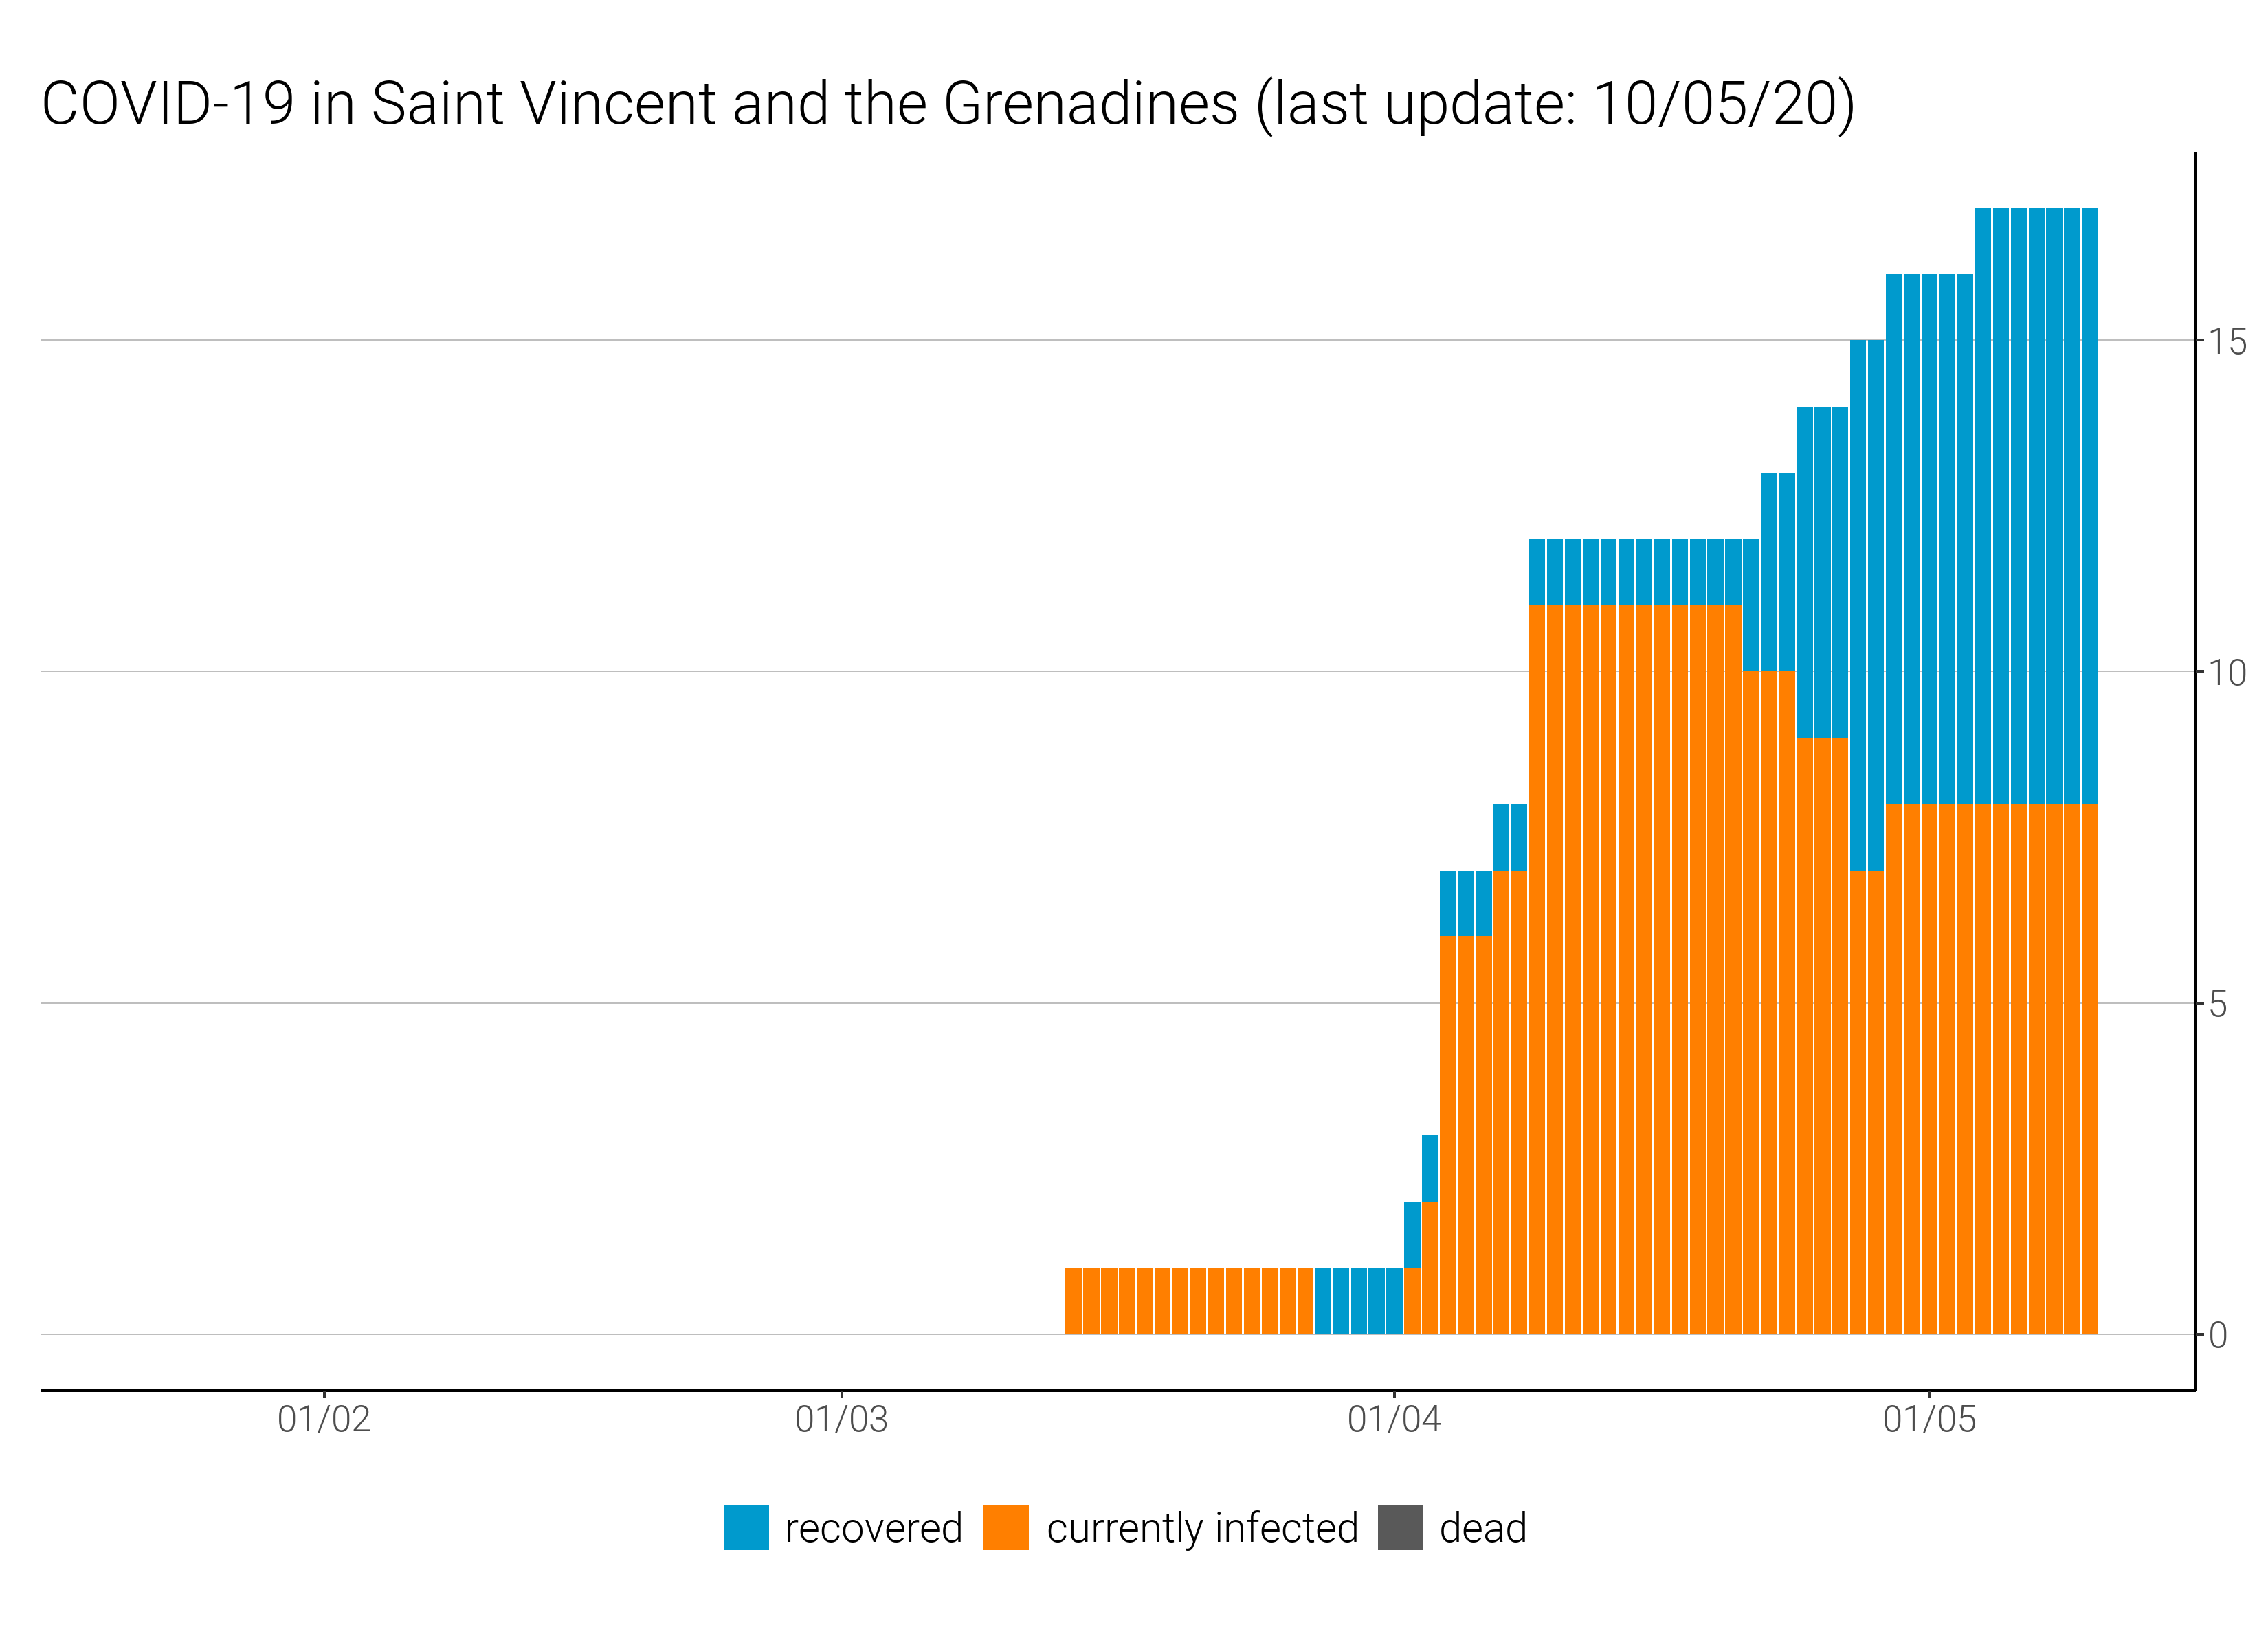 COVID-19 in Saint Vincent and the Grenadines (last update: 10/05/20)
15
10
5
0
01/02 01/03 01/04 01/05
recovered currently infected dead